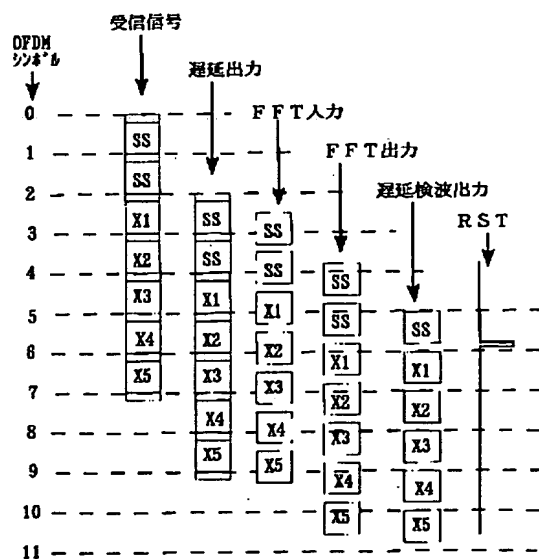 受信信号
OFDM
ｼﾝﾎﾞﾙ
遅延出力
ＦＦＴ入力
ＦＦＴ出力
遅延検波出力
ＲＳＴ
0
1
2
3
4
5
6
7
8
9
10
11
SS
SS
X1
X2
X3
X4
X5
SS
SS
X1
X2
X3
X4
X5
SS
SS
X1
X2
X3
X4
X5
SS
SS
X1
X2
X3
X4
X5
SS
X1
X2
X3
X4
X5